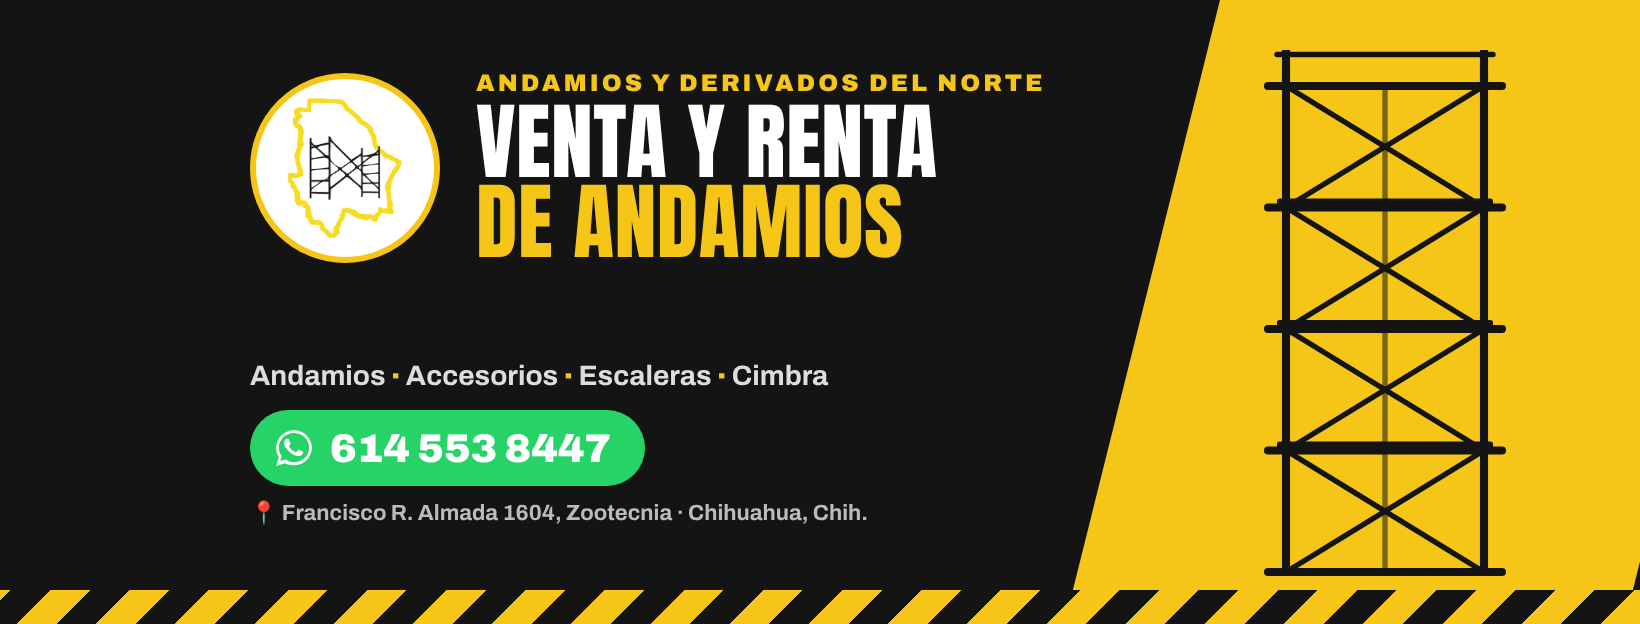 ANDAMIOS Y DERIVADOS DEL NORTE
VENTA Y RENTA
DE ANDAMIOS
Andamios · Accesorios · Escaleras · Cimbra
614 553 8447
📍 Francisco R. Almada 1604, Zootecnia · Chihuahua, Chih.